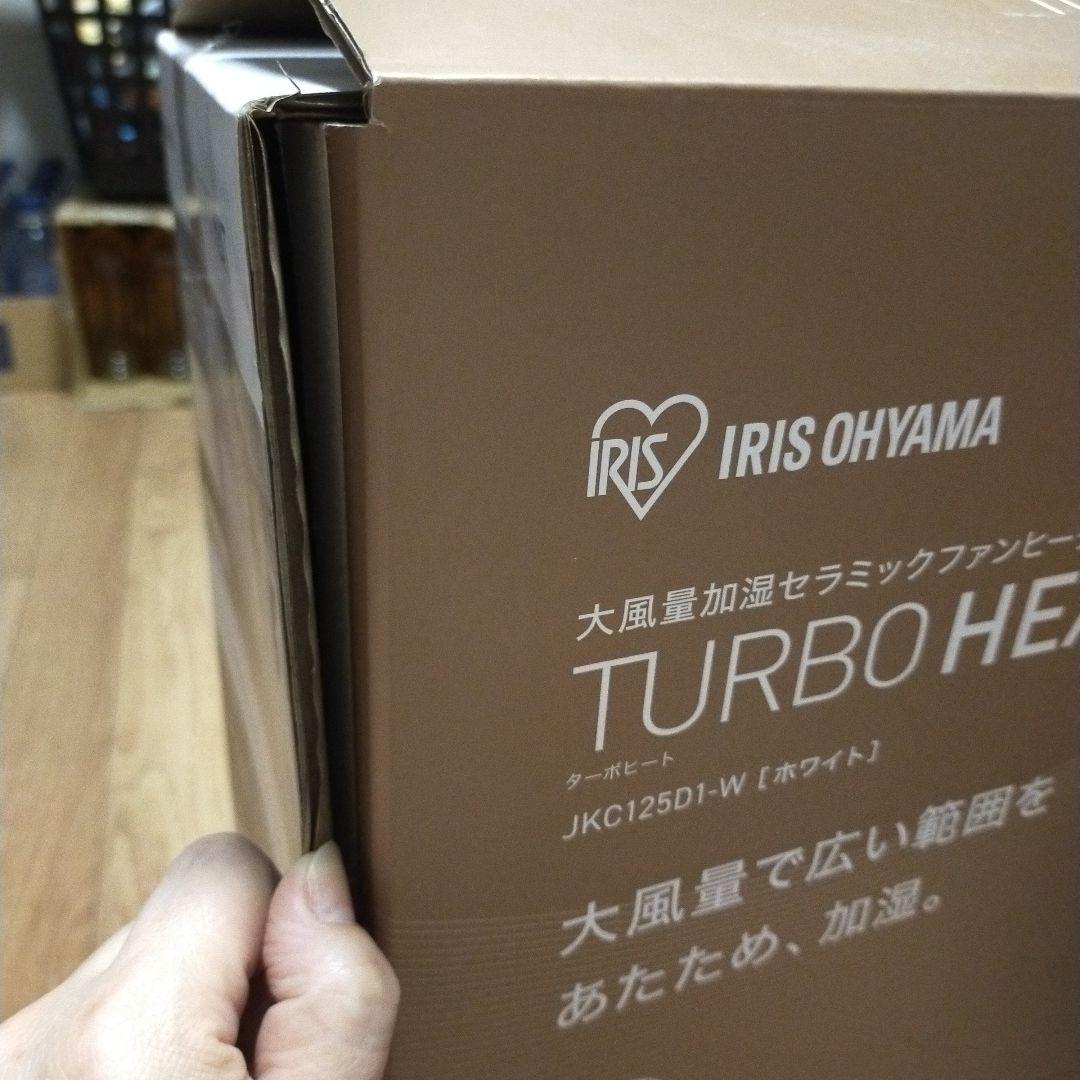 IRIS IRIS OHYAMA
大風量加湿セラミックファンヒー
TURBO HEA
ターボヒート
JKC125D1-W [ホワイト]
大風量で広い範囲を
あたため、加湿。